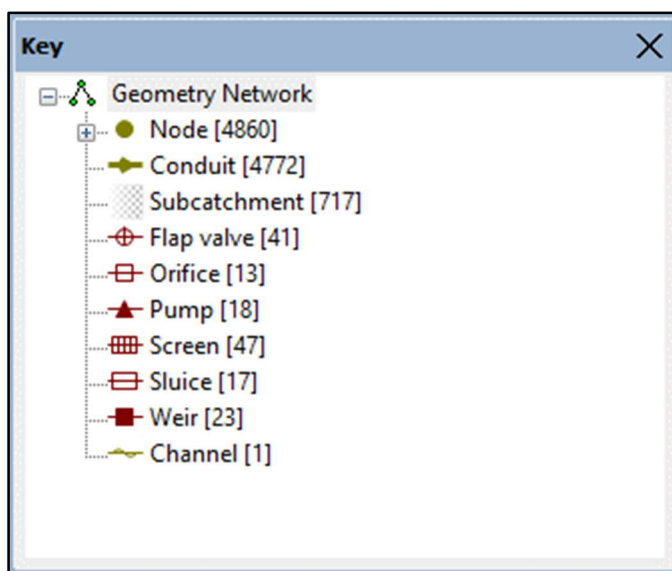 Key
Geometry Network
Node [4860]
Conduit [4772]
Subcatchment [717]
Flap valve [41]
Orifice [13]
Pump [18]
Screen [47]
Sluice [17]
Weir [23]
Channel [1]